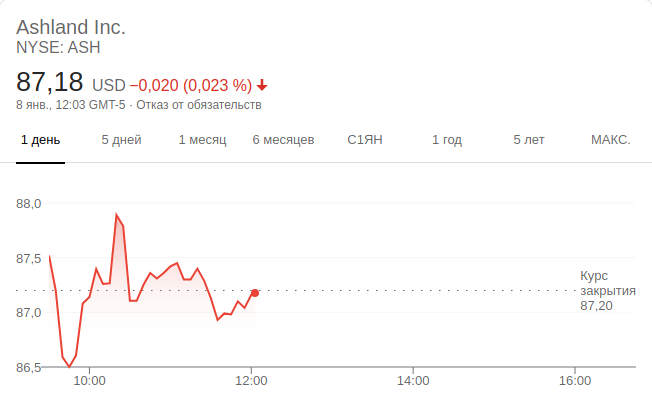 Ashland Inc.
NYSE: ASH
87,18 USD −0,020 (0,023 %)
8 янв., 12:03 GMT-5 · Отказ от обязательств
1 день 5 дней 1 месяц 6 месяцев С1ЯН 1 год 5 лет МАКС.
88,0
87,5
Курс
закрытия
87,20
87,0
86,5
10:00 12:00 14:00 16:00